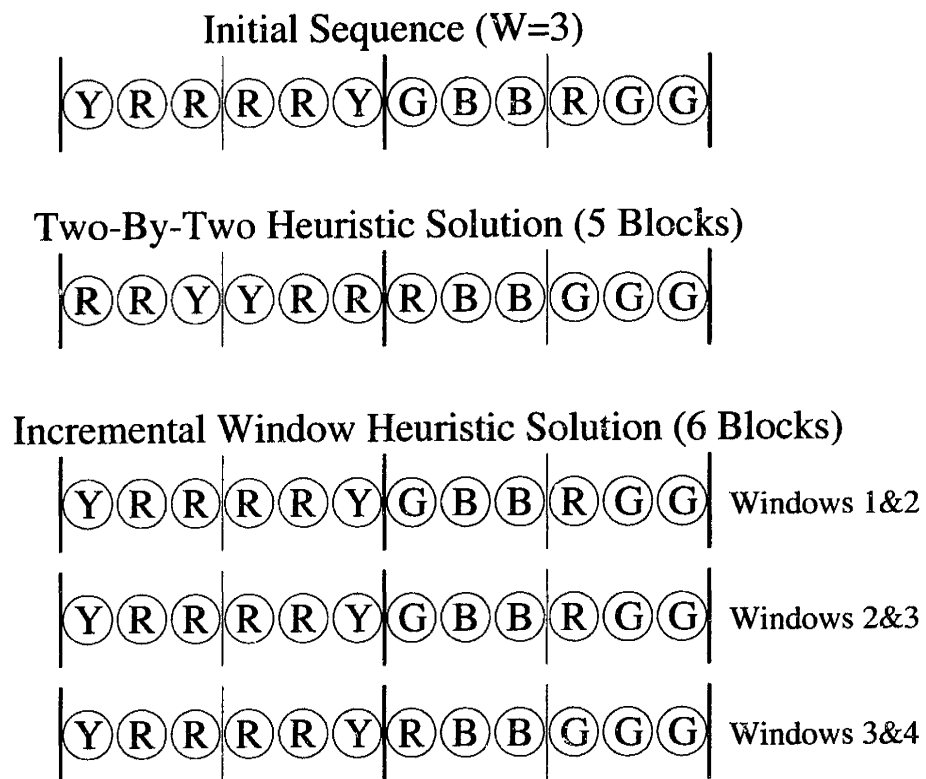 Initial Sequence (W=3)
Y R R R R Y G B B R G G
Two-By-Two Heuristic Solution (5 Blocks)
R R Y Y R R R B B G G G
Incremental Window Heuristic Solution (6 Blocks)
Y R R R R Y G B B R G G Windows 1&2
Y R R R R Y G B B R G G Windows 2&3
Y R R R R Y R B B G G G Windows 3&4